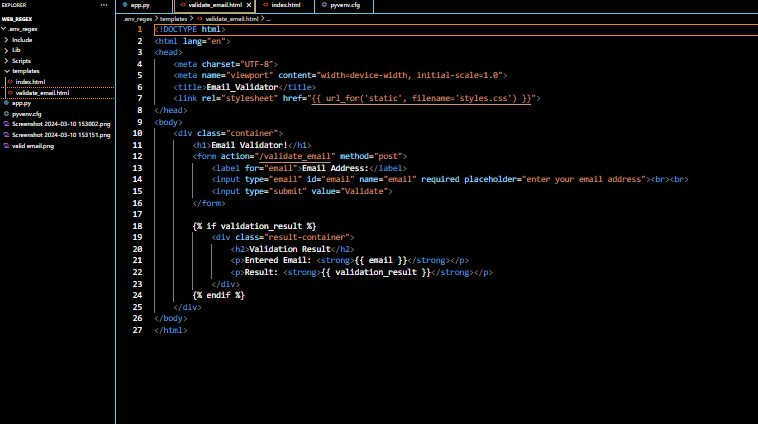 EXPLORER
WEB_REGEX
.env_regex
Include
Lib
Scripts
templates
index.html
validate_email.html
app.py
pyvenv.cfg
Screenshot 2024-03-10 153002.png
Screenshot 2024-03-10 153151.png
valid email.png
app.py validate_email.html index.html pyvenv.cfg
.env_regex > templates > validate_email.html > ...
1 <!DOCTYPE html>
2 <html lang="en">
3 <head>
4 <meta charset="UTF-8">
5 <meta name="viewport" content="width=device-width, initial-scale=1.0">
6 <title>Email_Validator</title>
7 <link rel="stylesheet" href="{{ url_for('static', filename='styles.css') }}">
8 </head>
9 <body>
10 <div class="container">
11 <h1>Email Validator!</h1>
12 <form action="/validate_email" method="post">
13 <label for="email">Email Address:</label>
14 <input type="email" id="email" name="email" required placeholder="enter your email address"><br><br>
15 <input type="submit" value="Validate">
16 </form>
17
18 {% if validation_result %}
19 <div class="result-container">
20 <h2>Validation Result</h2>
21 <p>Entered Email: <strong>{{ email }}</strong></p>
22 <p>Result: <strong>{{ validation_result }}</strong></p>
23 </div>
24 {% endif %}
25 </div>
26 </body>
27 </html>